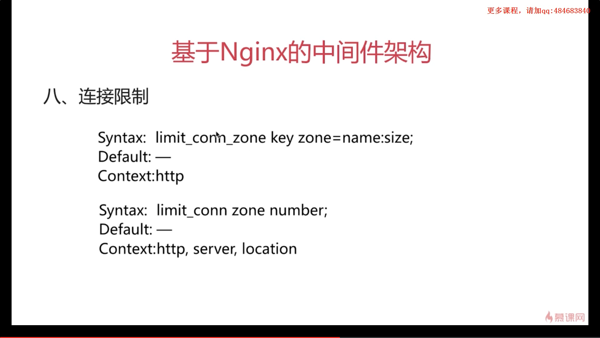 更多课程，请加qq:484683840
基于Nginx的中间件架构
八、连接限制
Syntax: limit_conn_zone key zone=name:size;
Default: —
Context:http
Syntax: limit_conn zone number;
Default: —
Context:http, server, location
慕课网